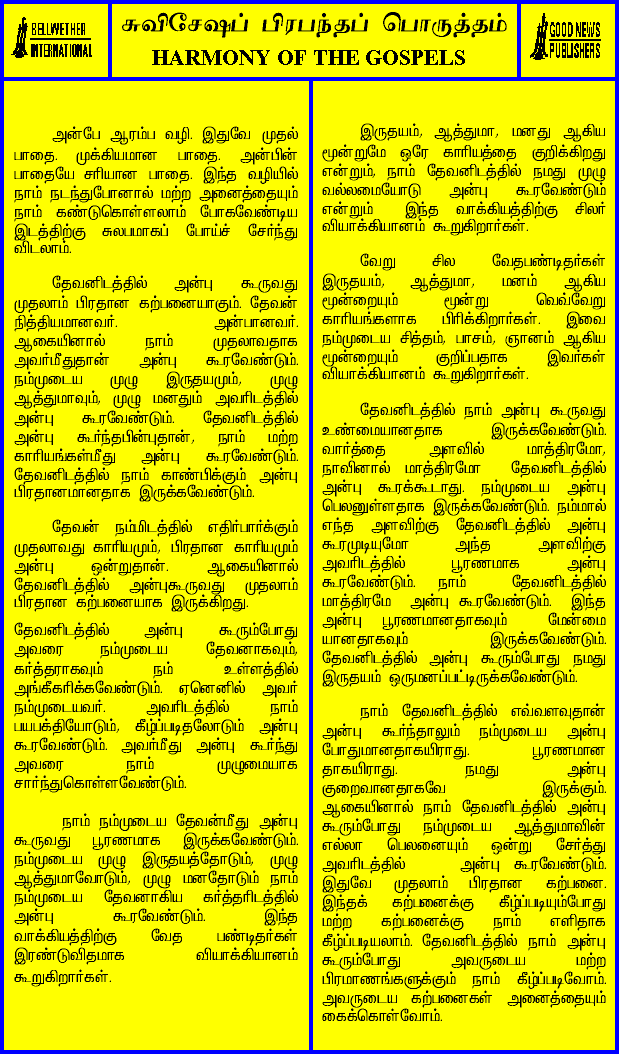 BELLWETHER
INTERNATIONAL
சுவிசேஷப் பிரபந்தப் பொருத்தம்
HARMONY OF THE GOSPELS
GOOD NEWS
PUBLISHERS
அன்பே ஆரம்ப வழி. இதுவே முதல்
பாதை. முக்கியமான பாதை. அன்பின்
பாதையே சரியான பாதை. இந்த வழியில்
நாம் நடந்துபோனால் மற்ற அனைத்தையும்
நாம் கண்டுகொள்ளலாம் போகவேண்டிய
இடத்திற்கு சுலபமாகப் போய்ச் சேர்ந்து
விடலாம்.
தேவனிடத்தில் அன்பு கூருவது
முதலாம் பிரதான கற்பனையாகும். தேவன்
நித்தியமானவர். அன்பானவர்.
ஆகையினால் நாம் முதலாவதாக
அவர்மீதுதான் அன்பு கூரவேண்டும்.
நம்முடைய முழு இருதயமும், முழு
ஆத்துமாவும், முழு மனதும் அவரிடத்தில்
அன்பு கூரவேண்டும். தேவனிடத்தில்
அன்பு கூர்ந்தபின்புதான், நாம் மற்ற
காரியங்கள்மீது அன்பு கூரவேண்டும்.
தேவனிடத்தில் நாம் காண்பிக்கும் அன்பு
பிரதானமானதாக இருக்கவேண்டும்.
தேவன் நம்மிடத்தில் எதிர்பார்க்கும்
முதலாவது காரியமும், பிரதான காரியமும்
அன்பு ஒன்றுதான். ஆகையினால்
தேவனிடத்தில் அன்புகூருவது முதலாம்
பிரதான கற்பனையாக இருக்கிறது.
தேவனிடத்தில் அன்பு கூரும்போது
அவரை நம்முடைய தேவனாகவும்,
கர்த்தராகவும் நம் உள்ளத்தில்
அங்கீகரிக்கவேண்டும். ஏனெனில் அவர்
நம்முடையவர். அவரிடத்தில் நாம்
பயபக்தியோடும், கீழ்ப்படிதலோடும் அன்பு
கூரவேண்டும். அவர்மீது அன்பு கூர்ந்து
அவரை நாம் முழுமையாக
சார்ந்துகொள்ளவேண்டும்.
நாம் நம்முடைய தேவன்மீது அன்பு
கூருவது பூரணமாக இருக்கவேண்டும்.
நம்முடைய முழு இருதயத்தோடும், முழு
ஆத்துமாவோடும், முழு மனதோடும் நாம்
நம்முடைய தேவனாகிய கர்த்தரிடத்தில்
அன்பு கூரவேண்டும். இந்த
வாக்கியத்திற்கு வேத பண்டிதர்கள்
இரண்டுவிதமாக வியாக்கியானம்
கூறுகிறார்கள்.
இருதயம், ஆத்துமா, மனது ஆகிய
மூன்றுமே ஒரே காரியத்தை குறிக்கிறது
என்றும், நாம் தேவனிடத்தில் நமது முழு
வல்லமையோடு அன்பு கூரவேண்டும்
என்றும் இந்த வாக்கியத்திற்கு சிலர்
வியாக்கியானம் கூறுகிறார்கள்.
வேறு சில வேதபண்டிதர்கள்
இருதயம், ஆத்துமா, மனம் ஆகிய
மூன்றையும் மூன்று வெவ்வேறு
காரியங்களாக பிரிக்கிறார்கள். இவை
நம்முடைய சித்தம், பாசம், ஞானம் ஆகிய
மூன்றையும் குறிப்பதாக இவர்கள்
வியாக்கியானம் கூறுகிறார்கள்.
தேவனிடத்தில் நாம் அன்பு கூருவது
உண்மையானதாக இருக்கவேண்டும்.
வார்த்தை அளவில் மாத்திரமோ,
நாவினால் மாத்திரமோ தேவனிடத்தில்
அன்பு கூரக்கூடாது. நம்முடைய அன்பு
பெலனுள்ளதாக இருக்கவேண்டும். நம்மால்
எந்த அளவிற்கு தேவனிடத்தில் அன்பு
கூரமுடியுமோ அந்த அளவிற்கு
அவரிடத்தில் பூரணமாக அன்பு
கூரவேண்டும். நாம் தேவனிடத்தில்
மாத்திரமே அன்பு கூரவேண்டும். இந்த
அன்பு பூரணமானதாகவும் மேன்மை
யானதாகவும் இருக்கவேண்டும்.
தேவனிடத்தில் அன்பு கூரும்போது நமது
இருதயம் ஒருமனப்பட்டிருக்கவேண்டும்.
நாம் தேவனிடத்தில் எவ்வளவுதான்
அன்பு கூர்ந்தாலும் நம்முடைய அன்பு
போதுமானதாகயிராது. பூரணமான
தாகயிராது. நமது அன்பு
குறைவானதாகவே இருக்கும்.
ஆகையினால் நாம் தேவனிடத்தில் அன்பு
கூரும்போது நம்முடைய ஆத்துமாவின்
எல்லா பெலனையும் ஒன்று சேர்த்து
அவரிடத்தில் அன்பு கூரவேண்டும்.
இதுவே முதலாம் பிரதான கற்பனை.
இந்தக் கற்பனைக்கு கீழ்ப்படியும்போது
மற்ற கற்பனைக்கு நாம் எளிதாக
கீழ்ப்படியலாம். தேவனிடத்தில் நாம் அன்பு
கூரும்போது அவருடைய மற்ற
பிரமாணங்களுக்கும் நாம் கீழ்ப்படிவோம்.
அவருடைய கற்பனைகள் அனைத்தையும்
கைக்கொள்வோம்.